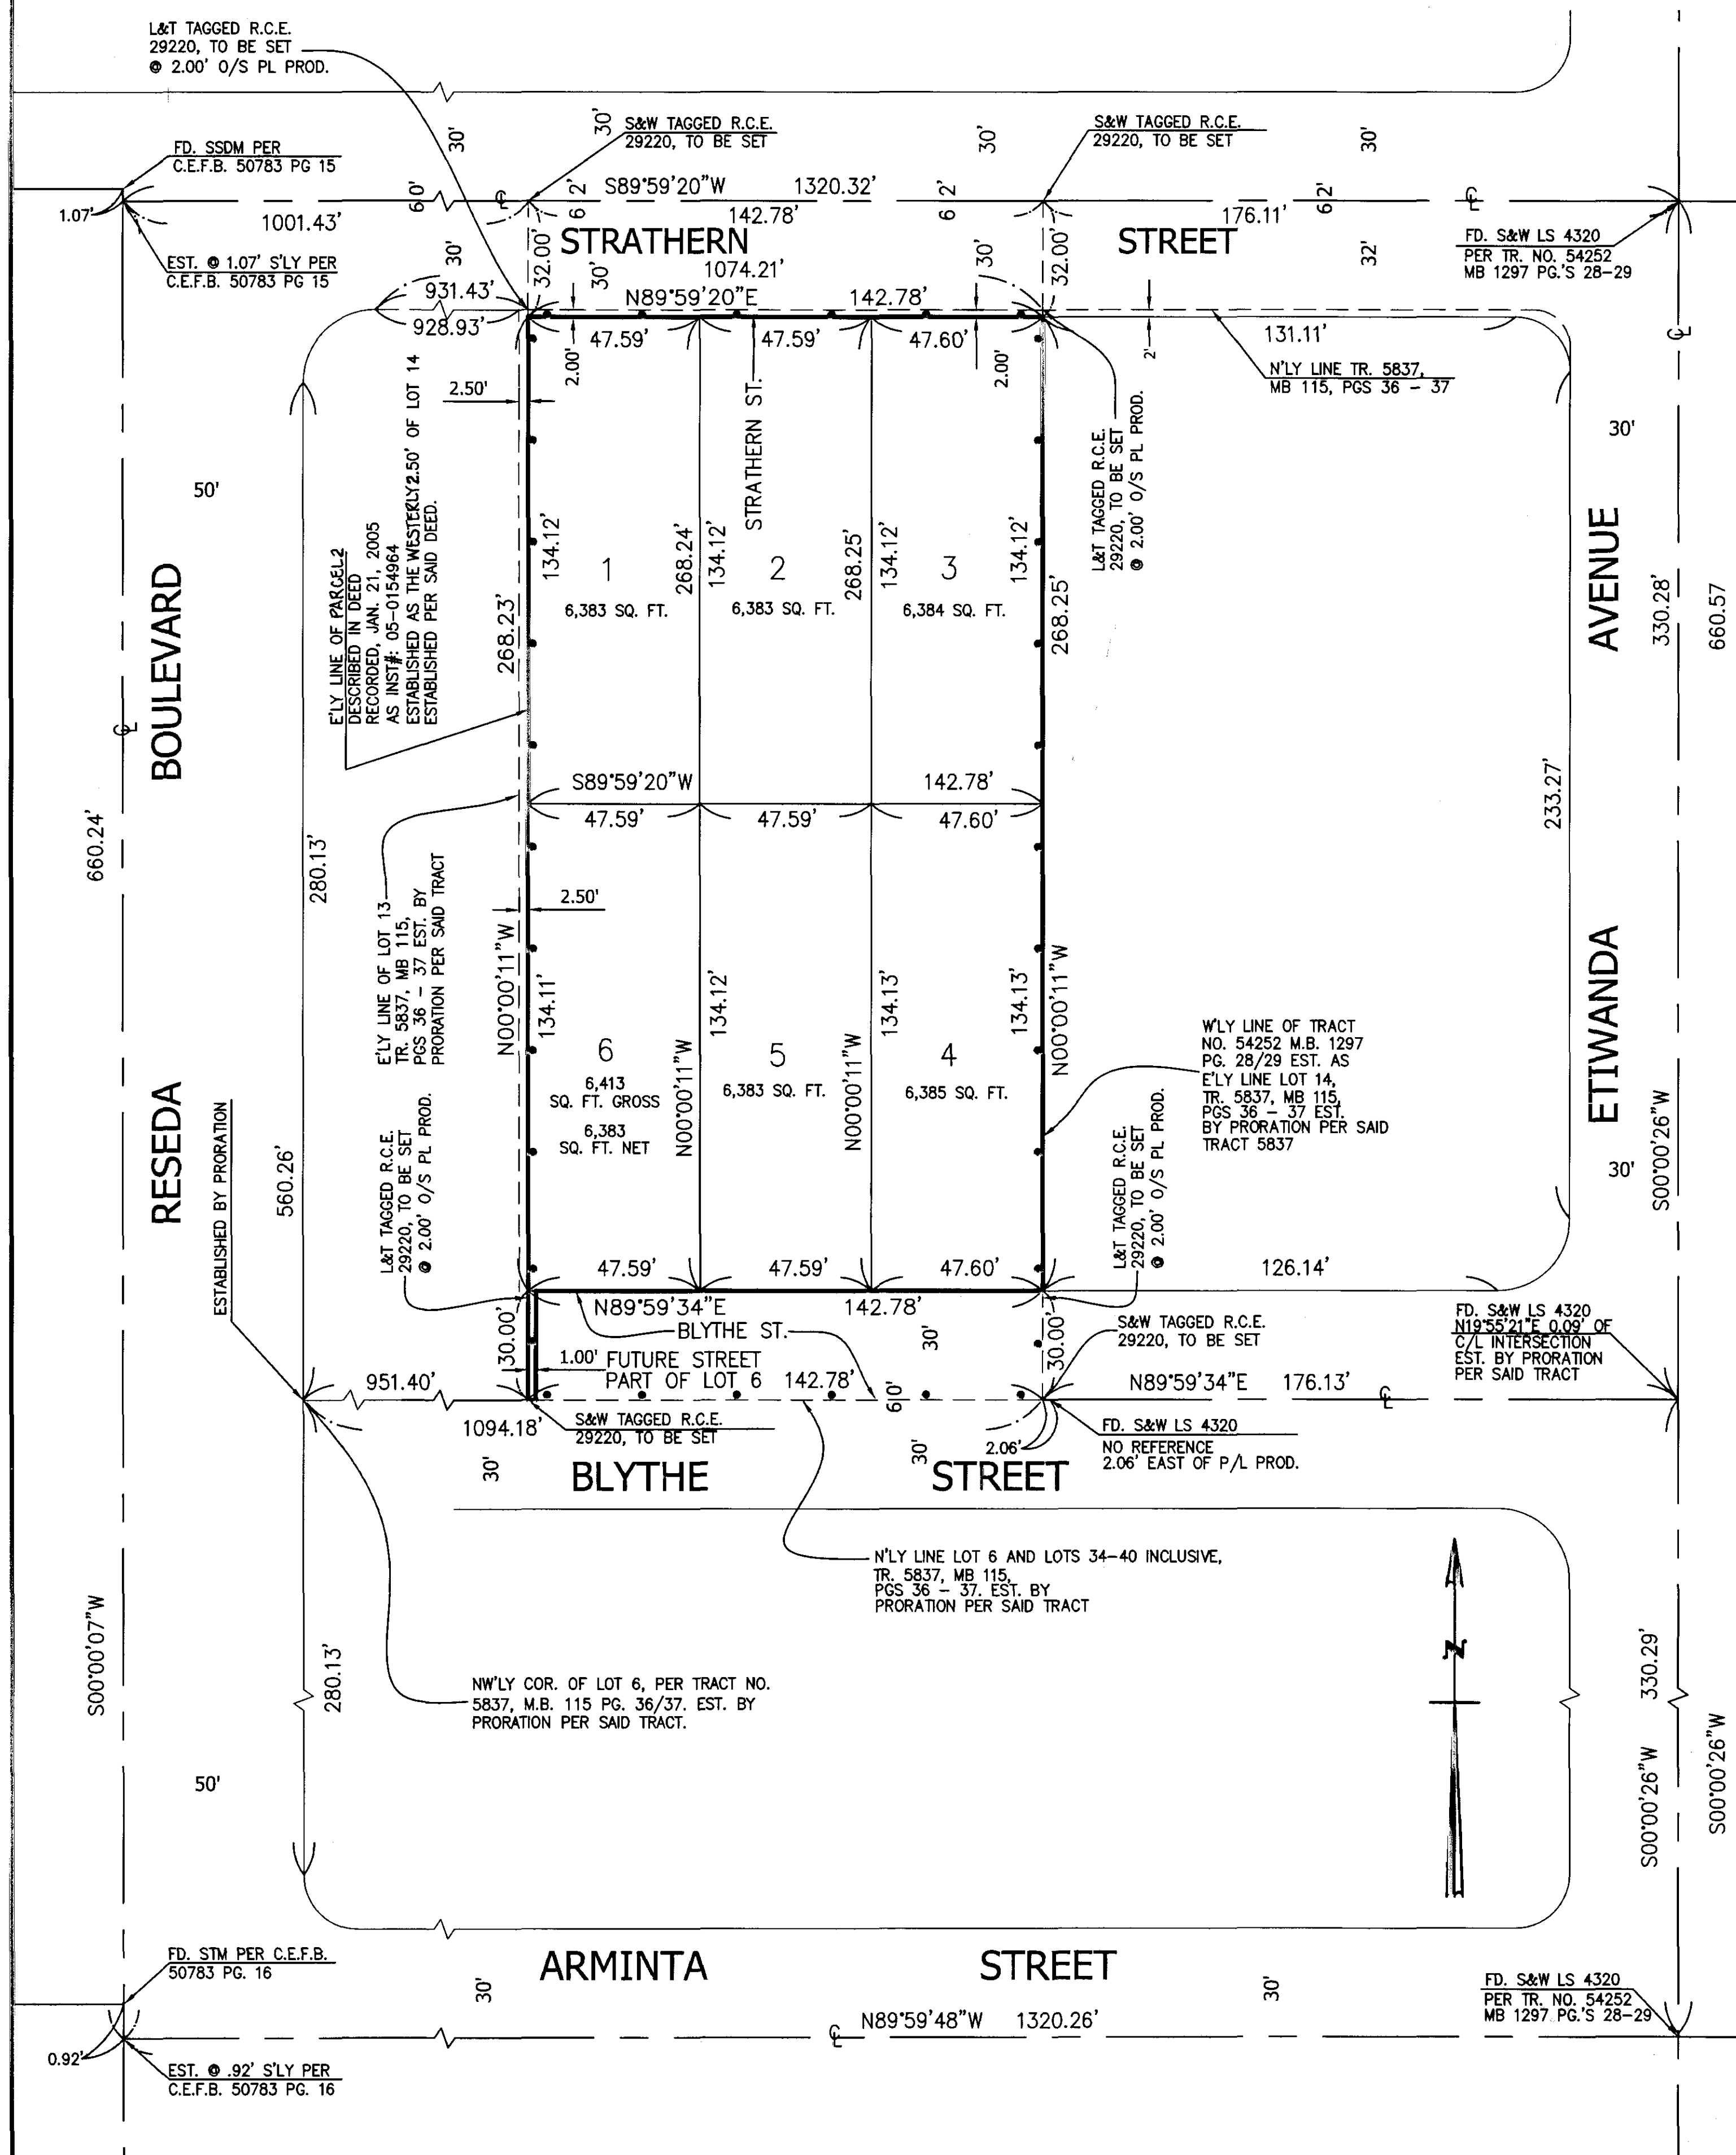 L&T TAGGED R.C.E.
29220, TO BE SET
@ 2.00' O/S PL PROD.
FD. SSDM PER
C.E.F.B. 50783 PG 15
1.07'
EST. @ 1.07' S'LY PER
C.E.F.B. 50783 PG 15
30'
60'
30'
1001.43'
℄
30'
S&W TAGGED R.C.E.
29220, TO BE SET
62'
S89°59'20"W 1320.32'
142.78'
30'
62'
S&W TAGGED R.C.E.
29220, TO BE SET
30'
62'
℄
176.11'
32'
FD. S&W LS 4320
PER TR. NO. 54252
MB 1297 PG.'S 28-29
STRATHERN STREET
32.00'
30'
1074.21'
30'
32.00'
931.43'
928.93'
N89°59'20"E 142.78'
47.59'
47.59'
47.60'
2.00'
2.00'
2'
131.11'
N'LY LINE TR. 5837,
MB 115, PGS 36 - 37
℄
2.50'
STRATHERN ST.
L&T TAGGED R.C.E.
29220, TO BE SET
@ 2.00' O/S PL PROD.
30'
50'
E'LY LINE OF PARCEL2
DESCRIBED IN DEED
RECORDED, JAN. 21, 2005
AS INST#: 05-0154964
ESTABLISHED AS THE WESTERLY2.50' OF LOT 14
ESTABLISHED PER SAID DEED.
268.23'
134.12'
1
6,383 SQ. FT.
268.24'
134.12'
2
6,383 SQ. FT.
268.25'
134.12'
3
6,384 SQ. FT.
134.12'
268.25'
RESEDA BOULEVARD
℄
660.24'
280.13'
560.26'
ETIWANDA AVENUE
330.28'
660.57
233.27'
S89°59'20"W 142.78'
47.59'
47.59'
47.60'
2.50'
E'LY LINE OF LOT 13
TR. 5837, MB 115,
PGS 36 - 37 EST. BY
PRORATION PER SAID TRACT
N00°00'11"W
134.11'
6
6,413
SQ. FT. GROSS
6,383
SQ. FT. NET
134.12'
N00°00'11"W
5
6,383 SQ. FT.
134.13'
N00°00'11"W
4
6,385 SQ. FT.
134.13'
N00°00'11"W
W'LY LINE OF TRACT
NO. 54252 M.B. 1297
PG. 28/29 EST. AS
E'LY LINE LOT 14,
TR. 5837, MB 115,
PGS 36 - 37 EST.
BY PRORATION PER SAID
TRACT 5837
30'
S00°00'26"W
ESTABLISHED BY PRORATION
L&T TAGGED R.C.E.
29220, TO BE SET
@ 2.00' O/S PL PROD.
L&T TAGGED R.C.E.
29220, TO BE SET
@ 2.00' O/S PL PROD.
47.59'
47.59'
47.60'
126.14'
N89°59'34"E 142.78'
BLYTHE ST.
30.00'
1.00'
FUTURE STREET
PART OF LOT 6
142.78'
30'
60'
30.00'
S&W TAGGED R.C.E.
29220, TO BE SET
N89°59'34"E 176.13'
℄
FD. S&W LS 4320
N19°55'21"E 0.09' OF
C/L INTERSECTION
EST. BY PRORATION
PER SAID TRACT
951.40'
1094.18'
S&W TAGGED R.C.E.
29220, TO BE SET
2.06'
FD. S&W LS 4320
NO REFERENCE
2.06' EAST OF P/L PROD.
30'
30'
BLYTHE STREET
N'LY LINE LOT 6 AND LOTS 34-40 INCLUSIVE,
TR. 5837, MB 115,
PGS 36 - 37. EST. BY
PRORATION PER SAID TRACT
NW'LY COR. OF LOT 6, PER TRACT NO.
5837, M.B. 115 PG. 36/37. EST. BY
PRORATION PER SAID TRACT.
S00°00'07"W
280.13'
50'
N
330.29'
S00°00'26"W
S00°00'26"W
FD. STM PER C.E.F.B.
50783 PG. 16
ARMINTA STREET
30'
30'
℄
N89°59'48"W 1320.26'
FD. S&W LS 4320
PER TR. NO. 54252
MB 1297 PG.'S 28-29
0.92'
EST. @ .92' S'LY PER
C.E.F.B. 50783 PG. 16